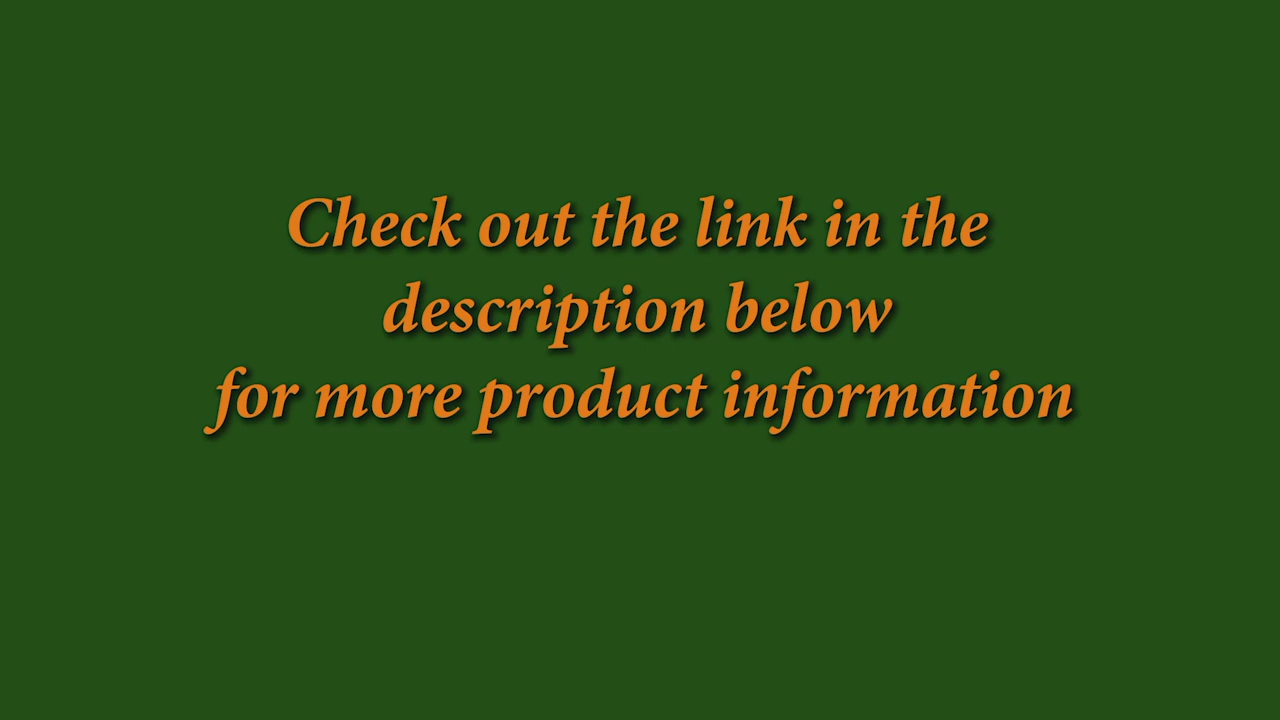 Check out the link in the
description below
for more product information